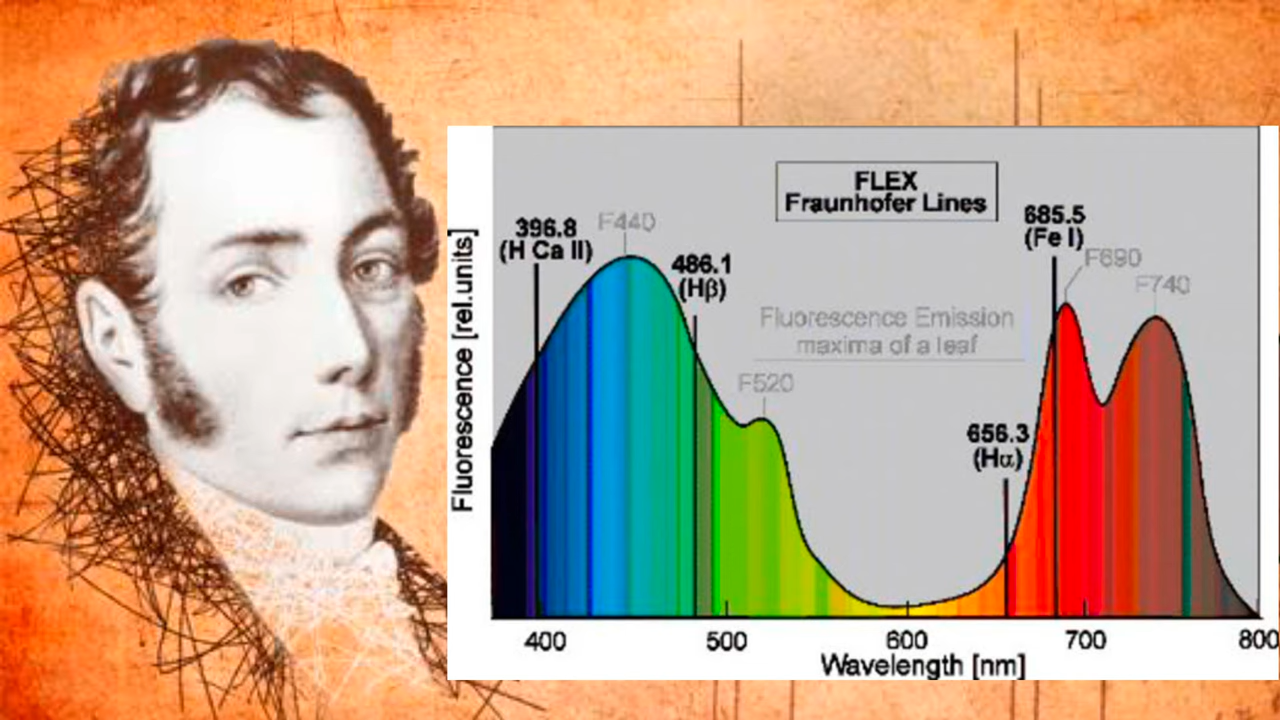 FLEX
Fraunhofer Lines
396.8
(H Ca II)
F440
486.1
(Hβ)
685.5
(Fe I)
F690
F740
Fluorescence Emission
maxima of a leaf
F520
656.3
(Hα)
Fluorescence [rel.units]
400 500 600 700 800
Wavelength [nm]